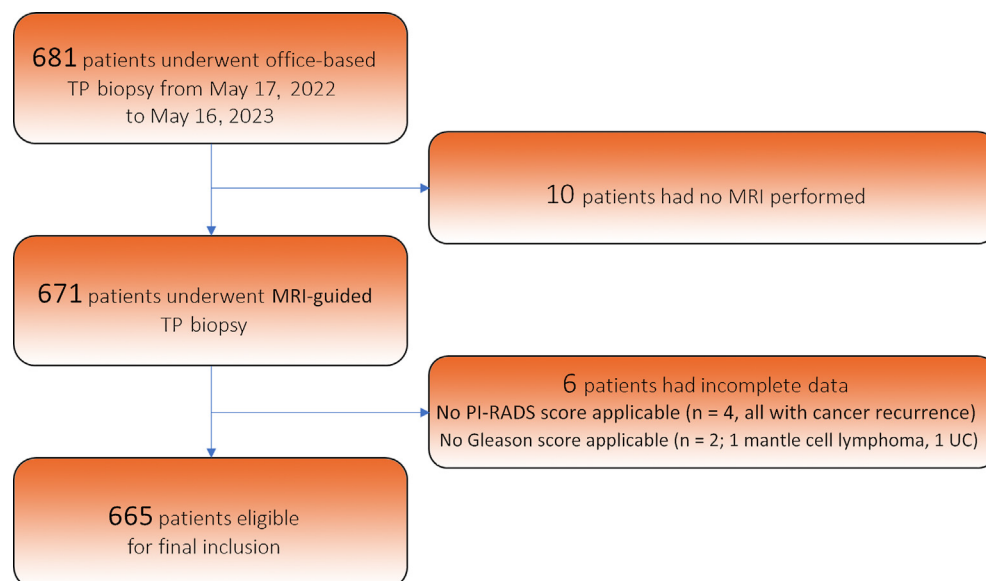 681 patients underwent office-based
TP biopsy from May 17, 2022
to May 16, 2023
10 patients had no MRI performed
671 patients underwent MRI-guided
TP biopsy
6 patients had incomplete data
No PI-RADS score applicable (n = 4, all with cancer recurrence)
No Gleason score applicable (n = 2; 1 mantle cell lymphoma, 1 UC)
665 patients eligible
for final inclusion